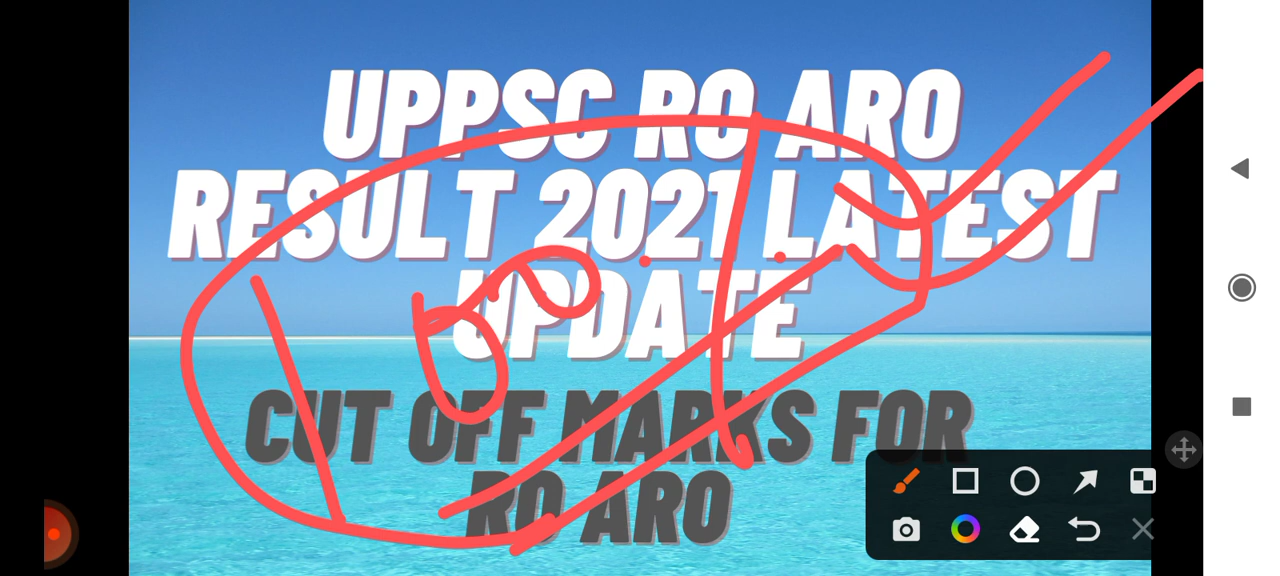 UPPSC RO ARO
RESULT 2021 LATEST
UPDATE
CUT OFF MARKS FOR
RO ARO